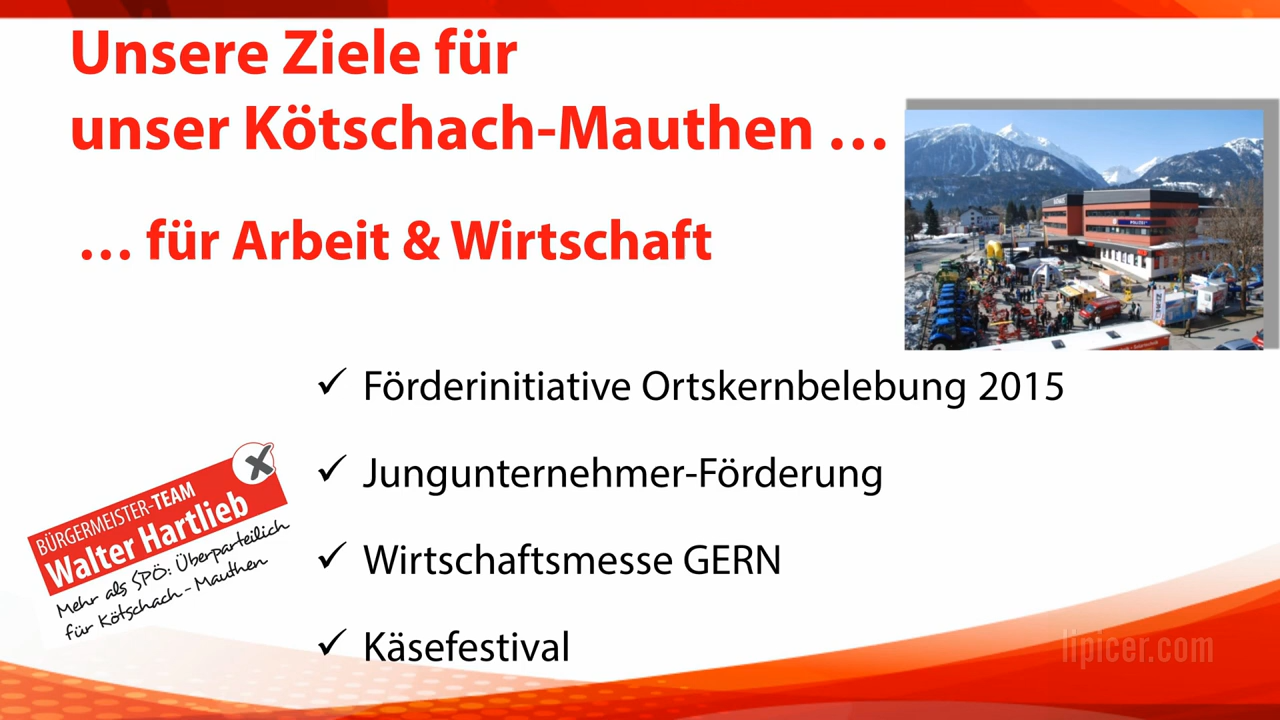 Unsere Ziele für
unser Kötschach-Mauthen ...
... für Arbeit & Wirtschaft
Förderinitiative Ortskernbelebung 2015
Jungunternehmer-Förderung
Wirtschaftsmesse GERN
Käsefestival
BÜRGERMEISTER-TEAM
Walter Hartlieb
Mehr als SPÖ: Überparteilich
für Kötschach-Mauthen
lipicer.com